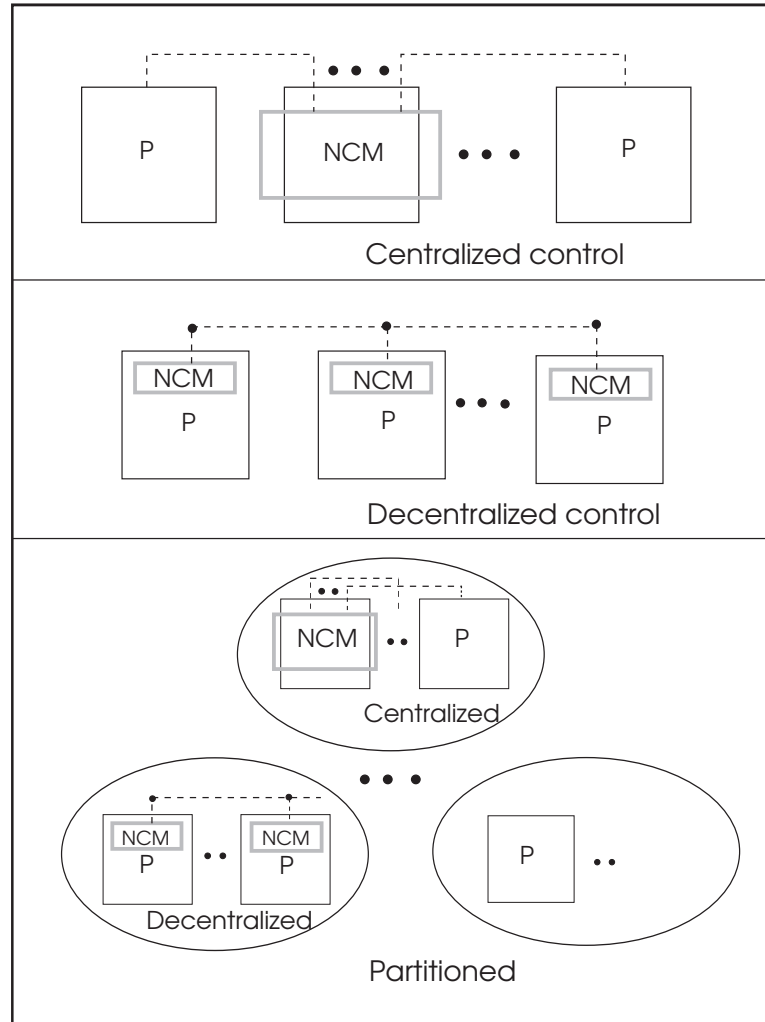 P NCM P
Centralized control
NCM NCM NCM
P P P
Decentralized control
NCM P
Centralized
NCM NCM
P P P
Decentralized
Partitioned